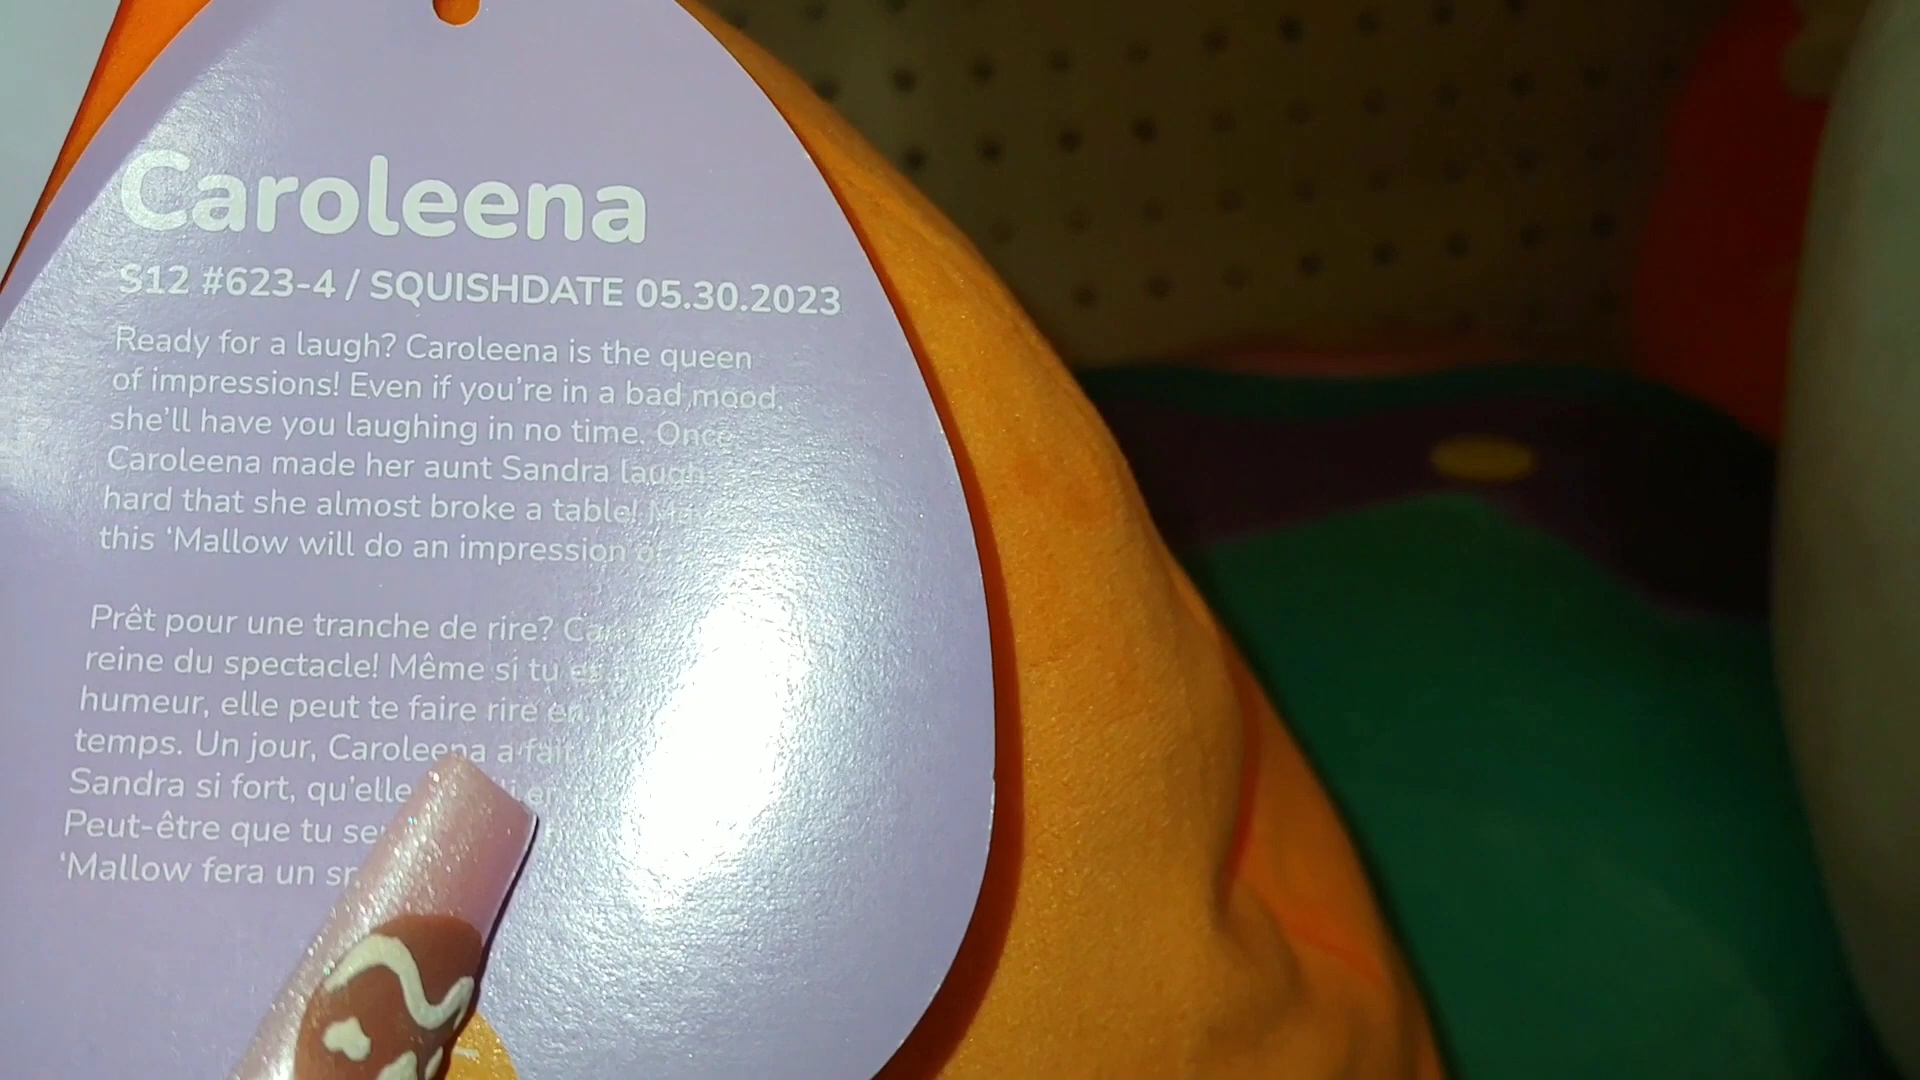 Caroleena
S12 #623-4 / SQUISHDATE 05.30.2023
Ready for a laugh? Caroleena is the queen
of impressions! Even if you're in a bad mood,
she'll have you laughing in no time. Once
Caroleena made her aunt Sandra laugh
hard that she almost broke a table!
this ‘Mallow will do an impression
Prêt pour une tranche de rire?
reine du spectacle! Même si tu es
humeur, elle peut te faire rire en
temps. Un jour, Caroleena a fait
Sandra si fort, qu'elle
Peut-être que tu
‘Mallow fera un